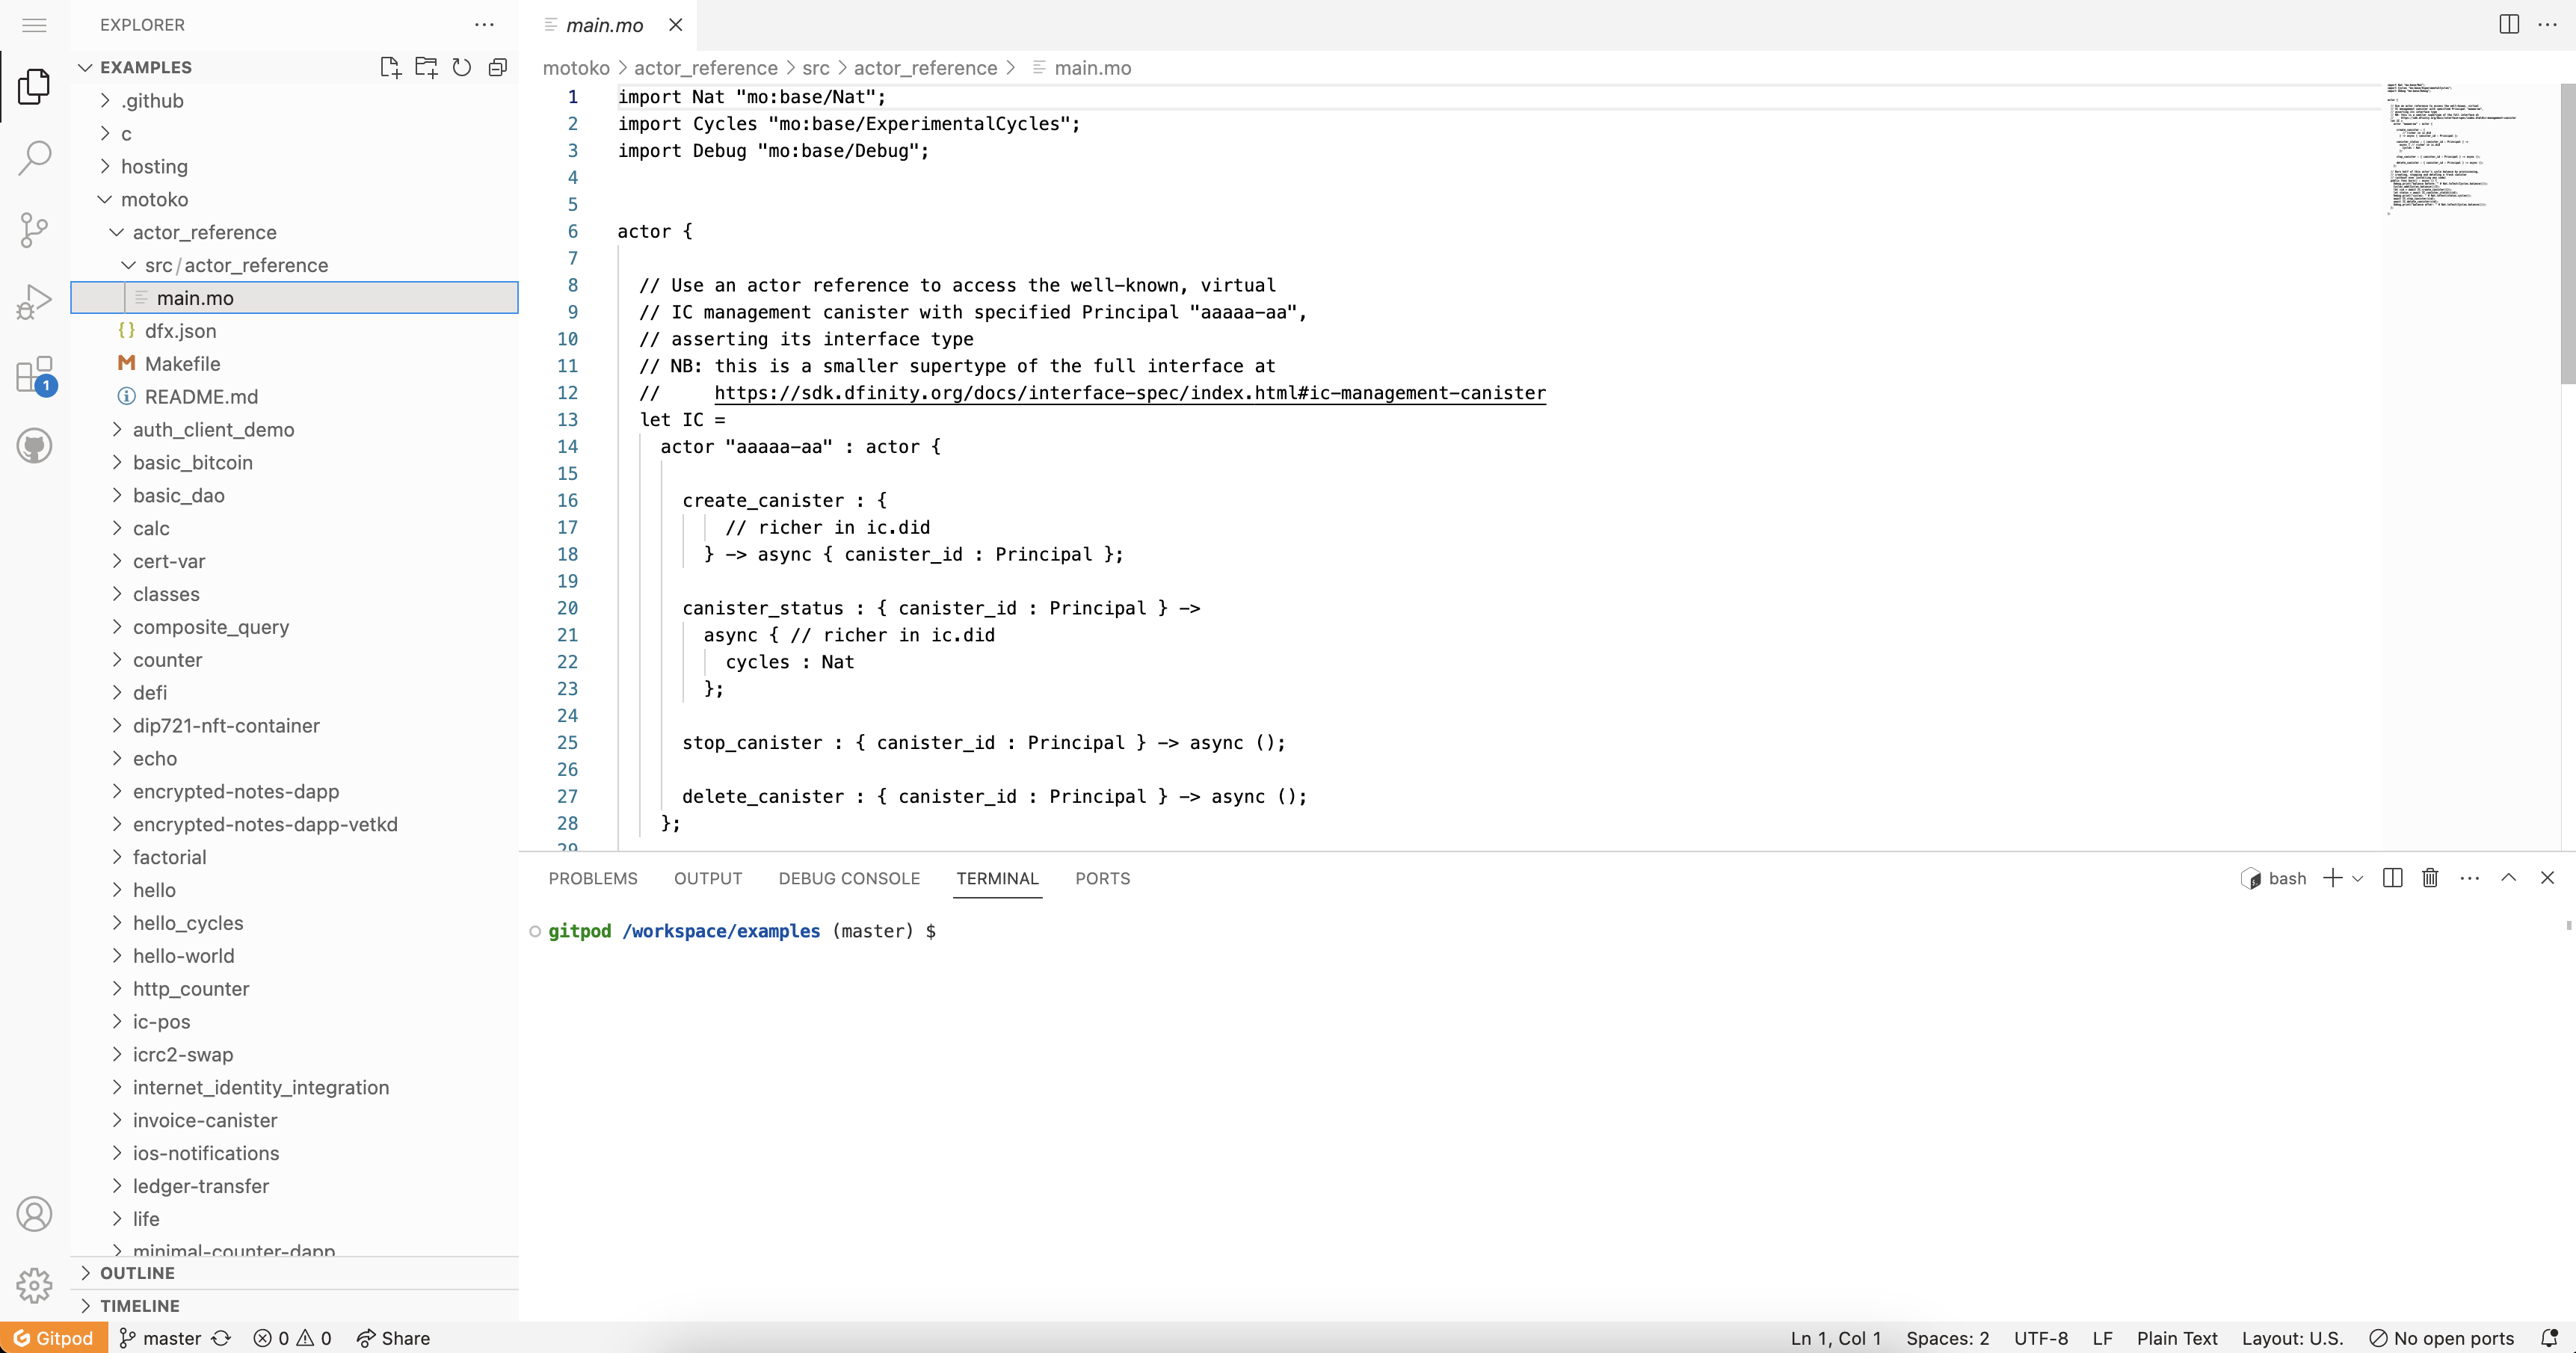 EXPLORER
EXAMPLES
.github
c
hosting
motoko
actor_reference
src/actor_reference
main.mo
dfx.json
Makefile
README.md
auth_client_demo
basic_bitcoin
basic_dao
calc
cert-var
classes
composite_query
counter
defi
dip721-nft-container
echo
encrypted-notes-dapp
encrypted-notes-dapp-vetkd
factorial
hello
hello_cycles
hello-world
http_counter
ic-pos
icrc2-swap
internet_identity_integration
invoice-canister
ios-notifications
ledger-transfer
life
minimal-counter-dapp
OUTLINE
TIMELINE
1
main.mo
motoko > actor_reference > src > actor_reference > main.mo
1 import Nat "mo:base/Nat";
2 import Cycles "mo:base/ExperimentalCycles";
3 import Debug "mo:base/Debug";
4
5
6 actor {
7
8 // Use an actor reference to access the well-known, virtual
9 // IC management canister with specified Principal "aaaaa-aa",
10 // asserting its interface type
11 // NB: this is a smaller supertype of the full interface at
12 // https://sdk.dfinity.org/docs/interface-spec/index.html#ic-management-canister
13 let IC =
14 actor "aaaaa-aa" : actor {
15
16 create_canister : {
17 // richer in ic.did
18 } -> async { canister_id : Principal };
19
20 canister_status : { canister_id : Principal } ->
21 async { // richer in ic.did
22 cycles : Nat
23 };
24
25 stop_canister : { canister_id : Principal } -> async ();
26
27 delete_canister : { canister_id : Principal } -> async ();
28 };
29
PROBLEMS OUTPUT DEBUG CONSOLE TERMINAL PORTS
bash
gitpod /workspace/examples (master) $
Gitpod master 0 0 Share
Ln 1, Col 1 Spaces: 2 UTF-8 LF Plain Text Layout: U.S. No open ports